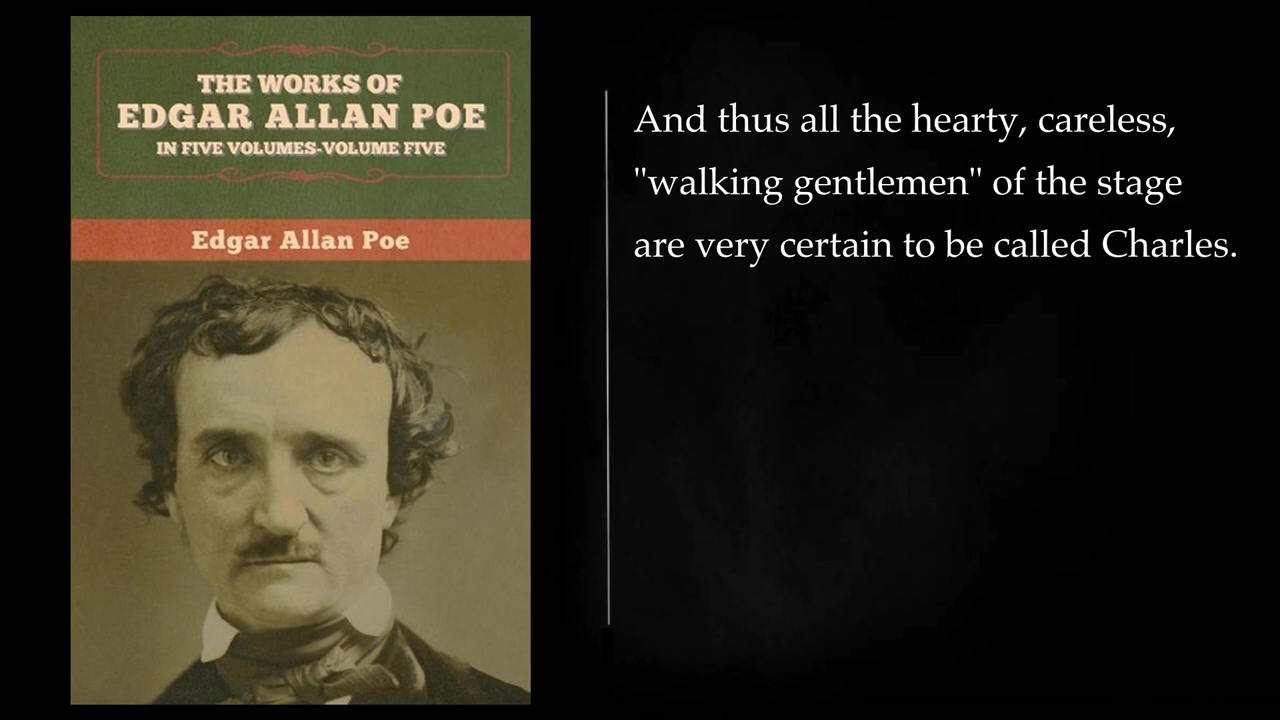 THE WORKS OF
EDGAR ALLAN POE
IN FIVE VOLUMES-VOLUME FIVE
Edgar Allan Poe
And thus all the hearty, careless,
"walking gentlemen" of the stage
are very certain to be called Charles.